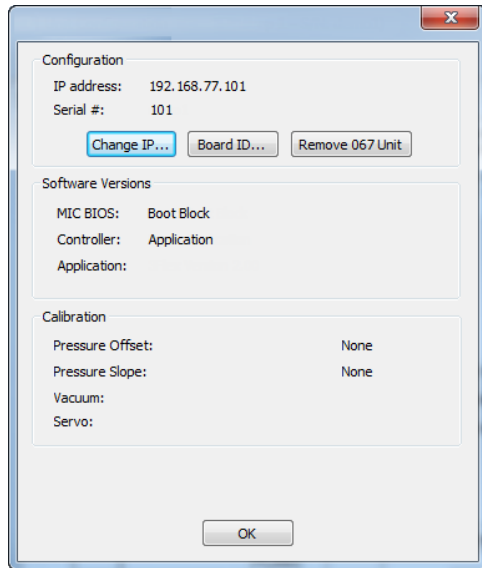 Configuration
IP address: 192.168.77.101
Serial #: 101
Change IP... Board ID... Remove 067 Unit
Software Versions
MIC BIOS: Boot Block
Controller: Application
Application:
Calibration
Pressure Offset: None
Pressure Slope: None
Vacuum:
Servo:
OK